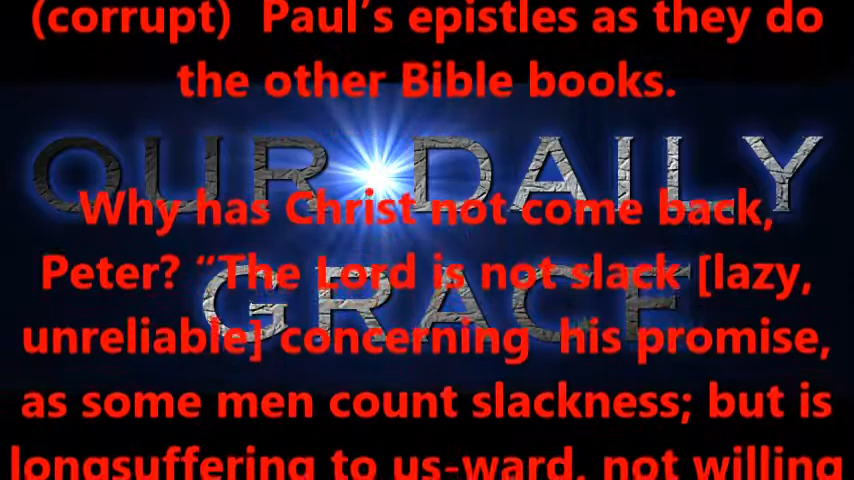 (corrupt) Paul's epistles as they do
the other Bible books.
OUR DAILY
Why has Christ not come back,
Peter? “The Lord is not slack [lazy,
GRACE
unreliable] concerning his promise,
as some men count slackness; but is
longsuffering to us-ward, not willing